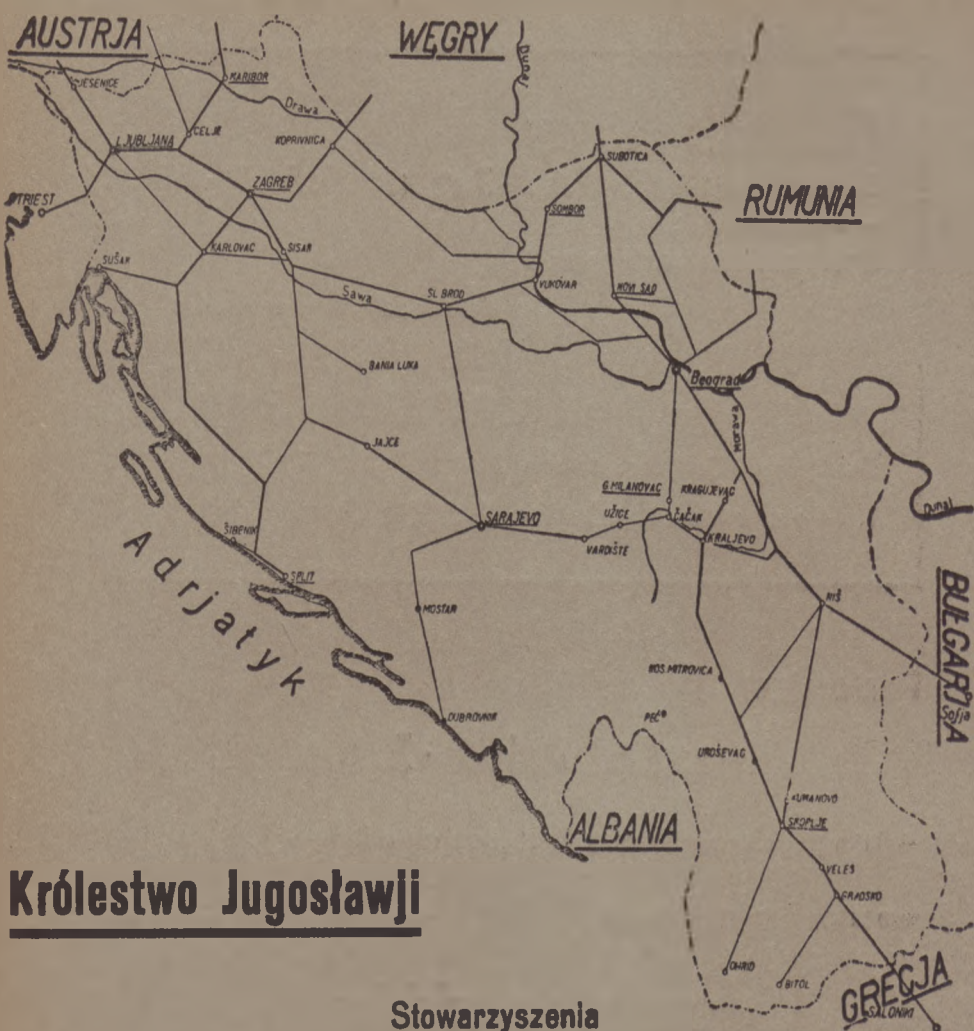 AUSTRJA
WĘGRY
Dunaj
JESENICE
MARIBOR
Drawa
CELJE
KOPRIVNICA
LJUBLJANA
SUBOTICA
ZAGREB
RUMUNIA
TRIEST
SOMBOR
KARLOVAC
SISAK
SUŠAK
Sawa
SL. BROD
VUKOVAR
NOVI SAD
BANIA LUKA
Beograd
Morawa
JAJCE
G. MILANOVAC
KRAGUJEVAC
Dunaj
SARAJEVO
UŽICE
ČAČAK
ŠIBENIK
VARDIŠTE
KRALJEVO
Adrjatyk
SPLIT
BUŁGARJA
MOSTAR
NIŠ
KOS. MITROVICA
Sofja
DUBROVNIK
PEĆ
UROŠEVAC
KUMANOVO
SKOPLJE
ALBANIA
VELES
Królestwo Jugosławji
GRADSKO
OHRID
BITOL
GRECJA
SALONIKI
Stowarzyszenia